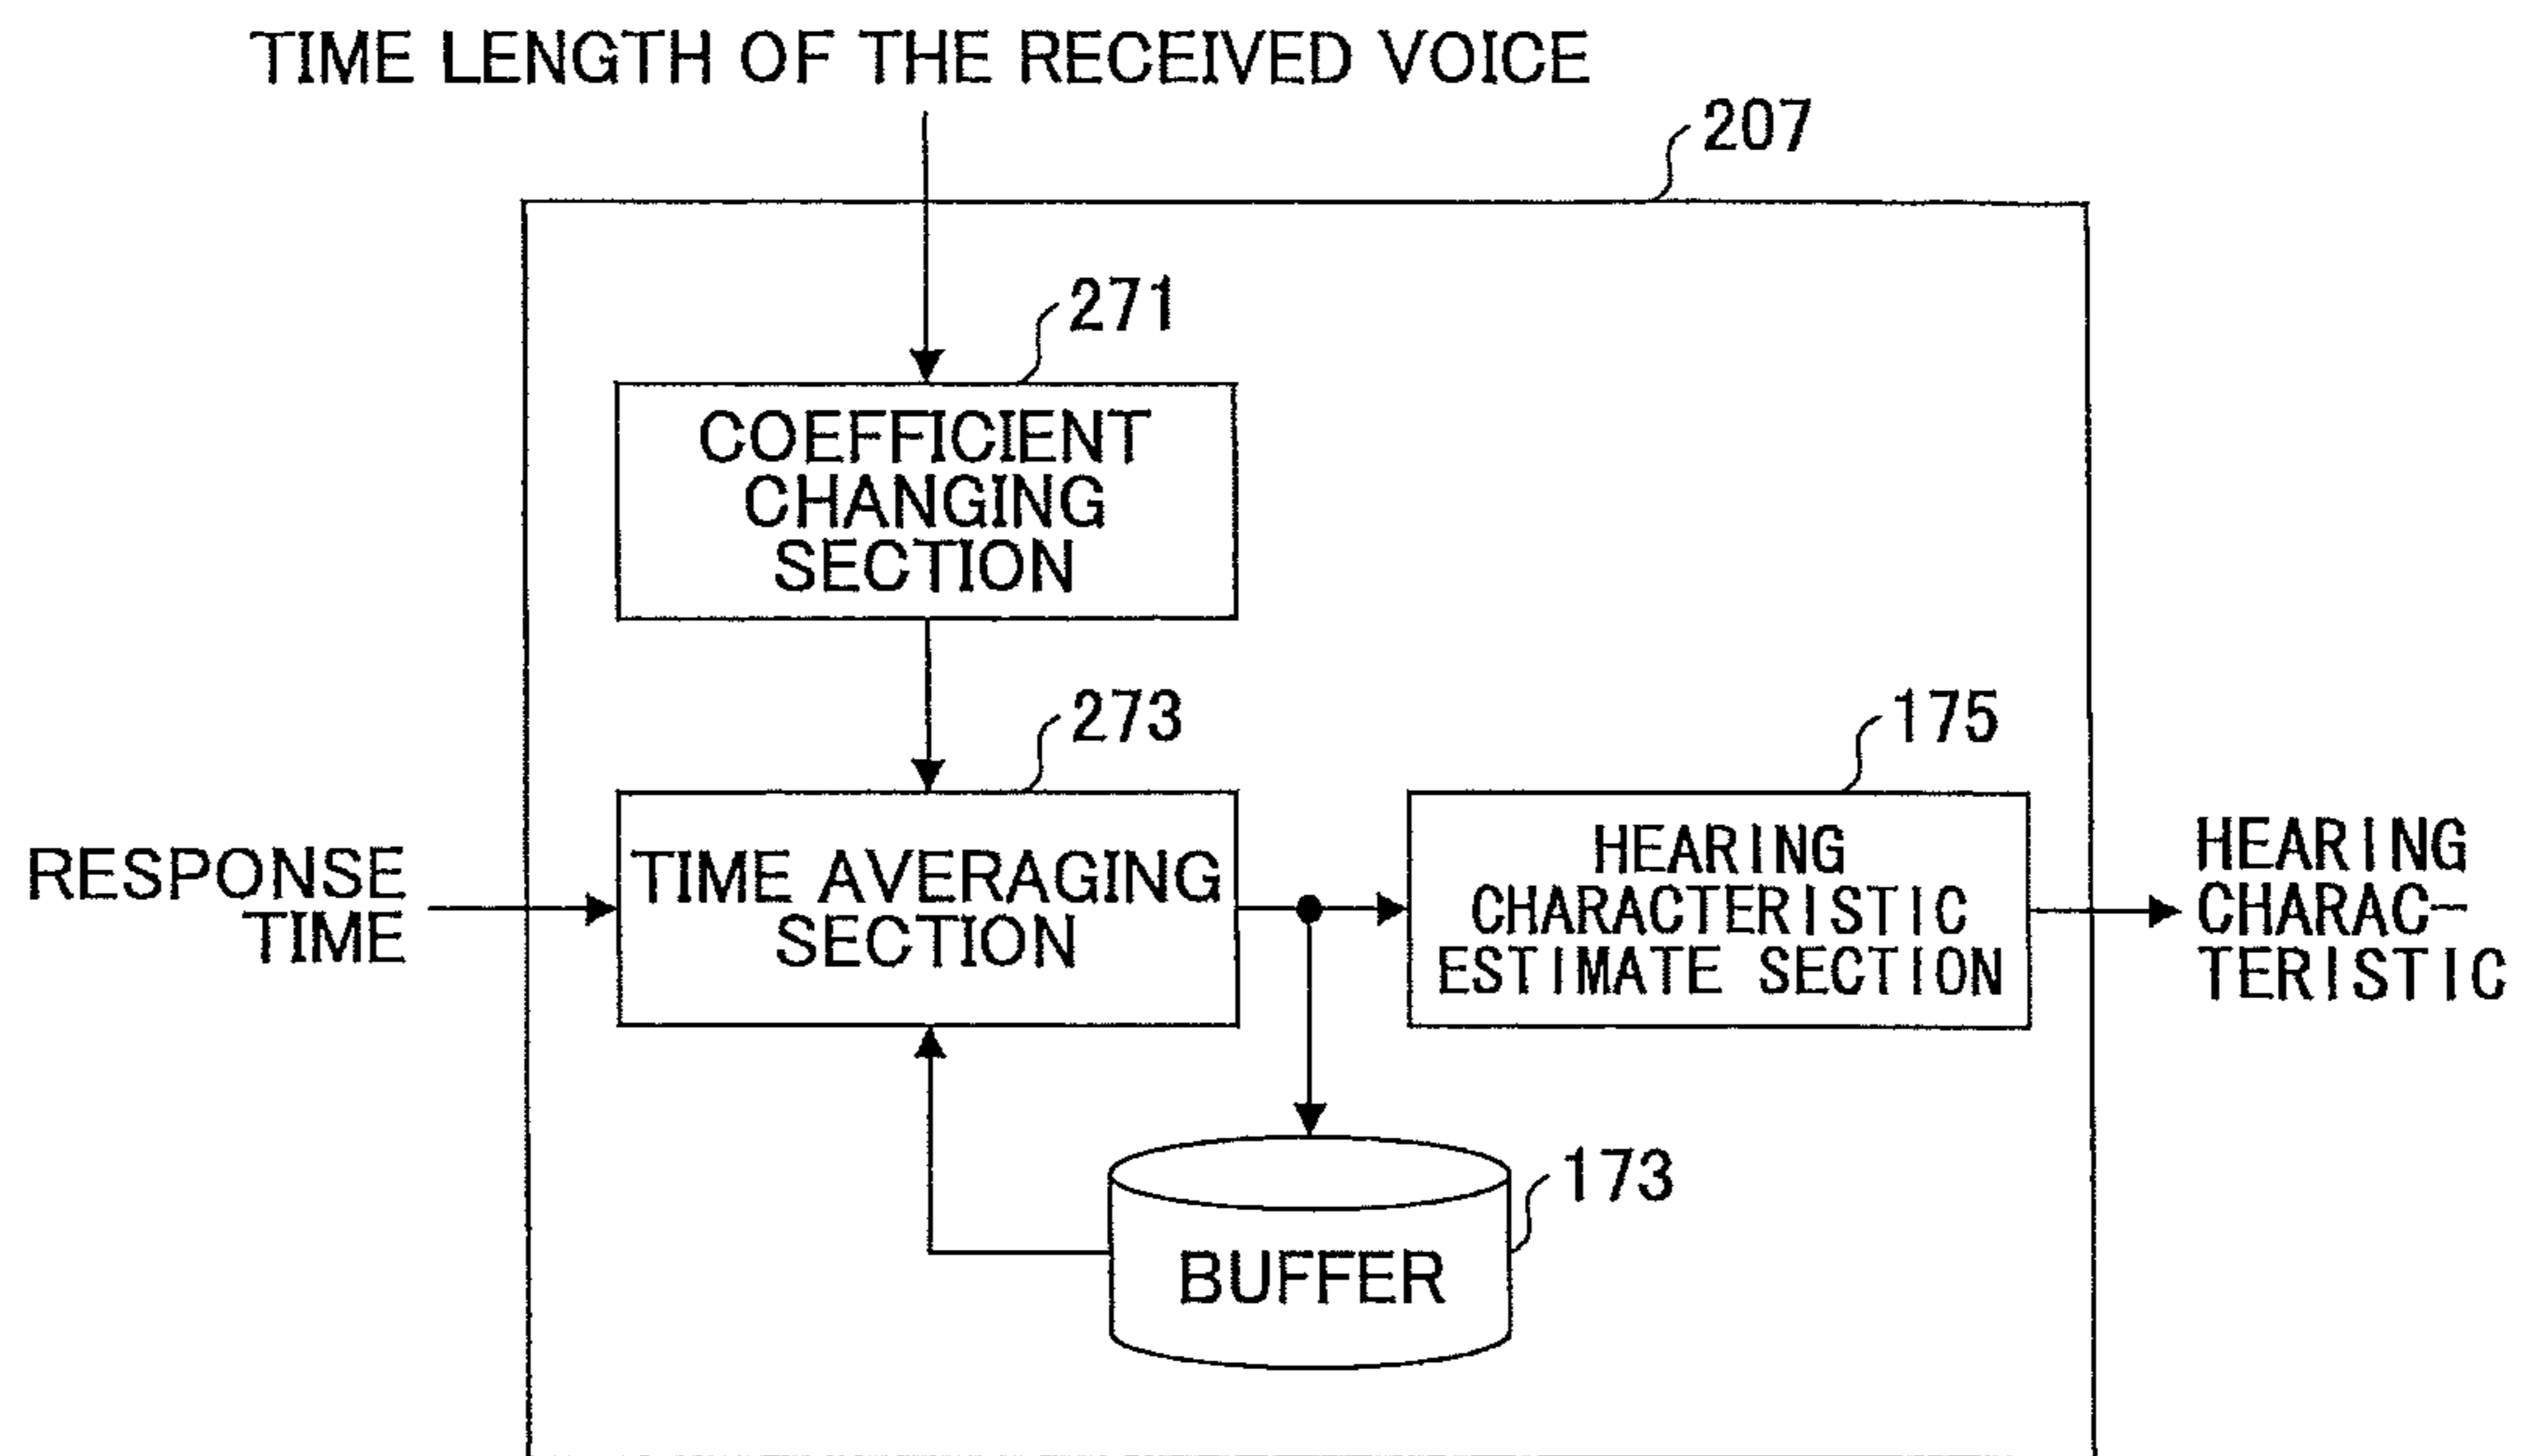 TIME LENGTH OF THE RECEIVED VOICE
207
271
COEFFICIENT
CHANGING
SECTION
273
175
RESPONSE
TIME
TIME AVERAGING
SECTION
HEARING
CHARACTERISTIC
ESTIMATE SECTION
HEARING
CHARAC-
TERISTIC
173
BUFFER